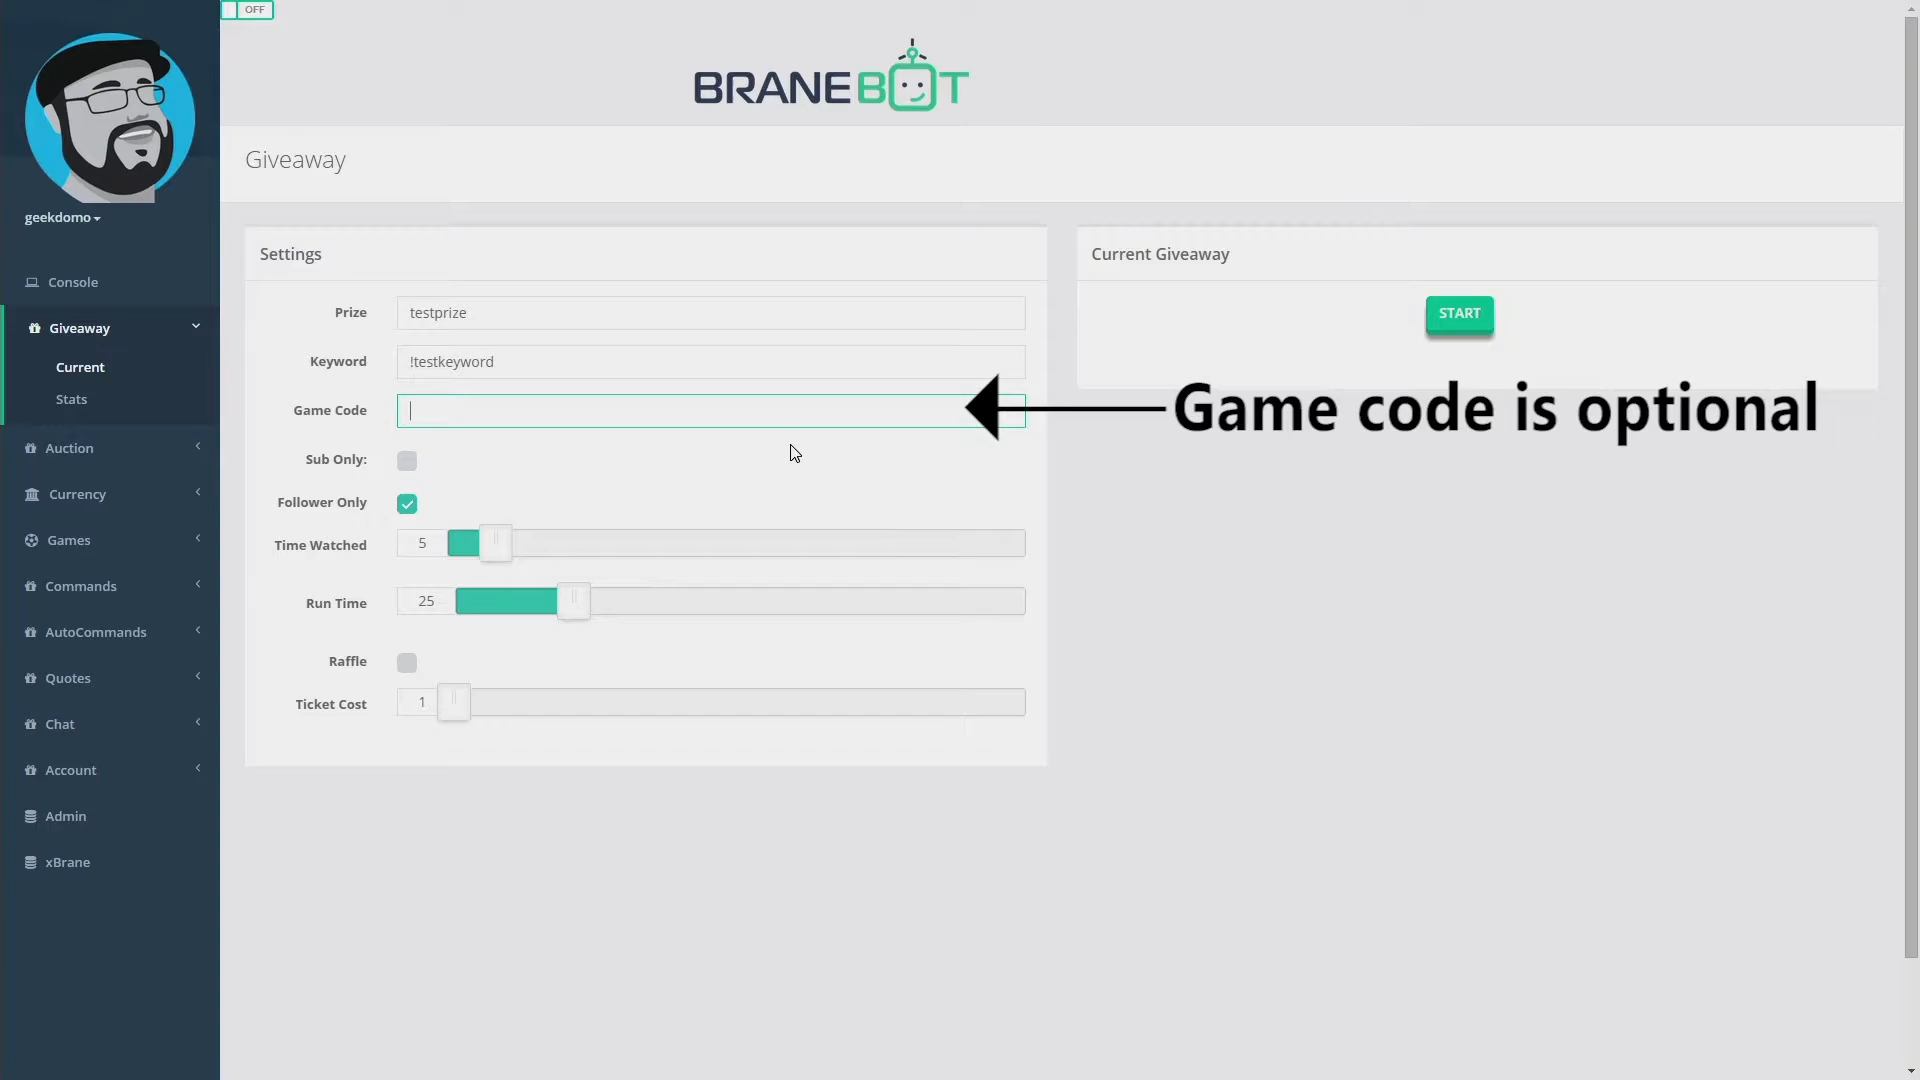 OFF
BRANEBOT
Giveaway
geekdomo
Console
Giveaway
Current
Stats
Auction
Currency
Games
Commands
AutoCommands
Quotes
Chat
Account
Admin
xBrane
Settings
Prize testprize
Keyword !testkeyword
Game Code
Sub Only:
Follower Only
Time Watched 5
Run Time 25
Raffle
Ticket Cost 1
Current Giveaway
START
Game code is optional